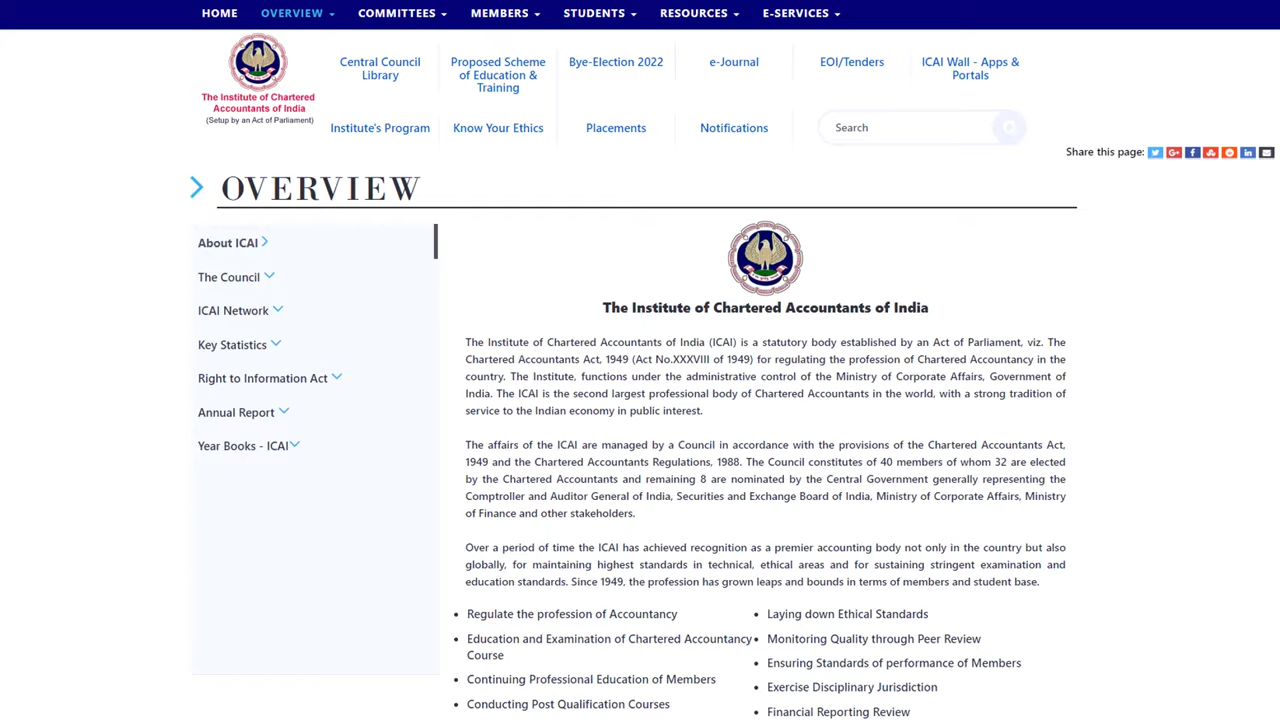 HOME OVERVIEW COMMITTEES MEMBERS STUDENTS RESOURCES E-SERVICES
The Institute of Chartered
Accountants of India
(Setup by an Act of Parliament)
Central Council
Library
Proposed Scheme
of Education &
Training
Bye-Election 2022
e-Journal
EOI/Tenders
ICAI Wall - Apps &
Portals
Institute's Program
Know Your Ethics
Placements
Notifications
Search
Share this page:
OVERVIEW
About ICAI
The Council
ICAI Network
Key Statistics
Right to Information Act
Annual Report
Year Books - ICAI
The Institute of Chartered Accountants of India
The Institute of Chartered Accountants of India (ICAI) is a statutory body established by an Act of Parliament, viz. The
Chartered Accountants Act, 1949 (Act No.XXXVIII of 1949) for regulating the profession of Chartered Accountancy in the
country. The Institute, functions under the administrative control of the Ministry of Corporate Affairs, Government of
India. The ICAI is the second largest professional body of Chartered Accountants in the world, with a strong tradition of
service to the Indian economy in public interest.
The affairs of the ICAI are managed by a Council in accordance with the provisions of the Chartered Accountants Act,
1949 and the Chartered Accountants Regulations, 1988. The Council constitutes of 40 members of whom 32 are elected
by the Chartered Accountants and remaining 8 are nominated by the Central Government generally representing the
Comptroller and Auditor General of India, Securities and Exchange Board of India, Ministry of Corporate Affairs, Ministry
of Finance and other stakeholders.
Over a period of time the ICAI has achieved recognition as a premier accounting body not only in the country but also
globally, for maintaining highest standards in technical, ethical areas and for sustaining stringent examination and
education standards. Since 1949, the profession has grown leaps and bounds in terms of members and student base.
• Regulate the profession of Accountancy
• Education and Examination of Chartered Accountancy
Course
• Continuing Professional Education of Members
• Conducting Post Qualification Courses
• Laying down Ethical Standards
• Monitoring Quality through Peer Review
• Ensuring Standards of performance of Members
• Exercise Disciplinary Jurisdiction
• Financial Reporting Review